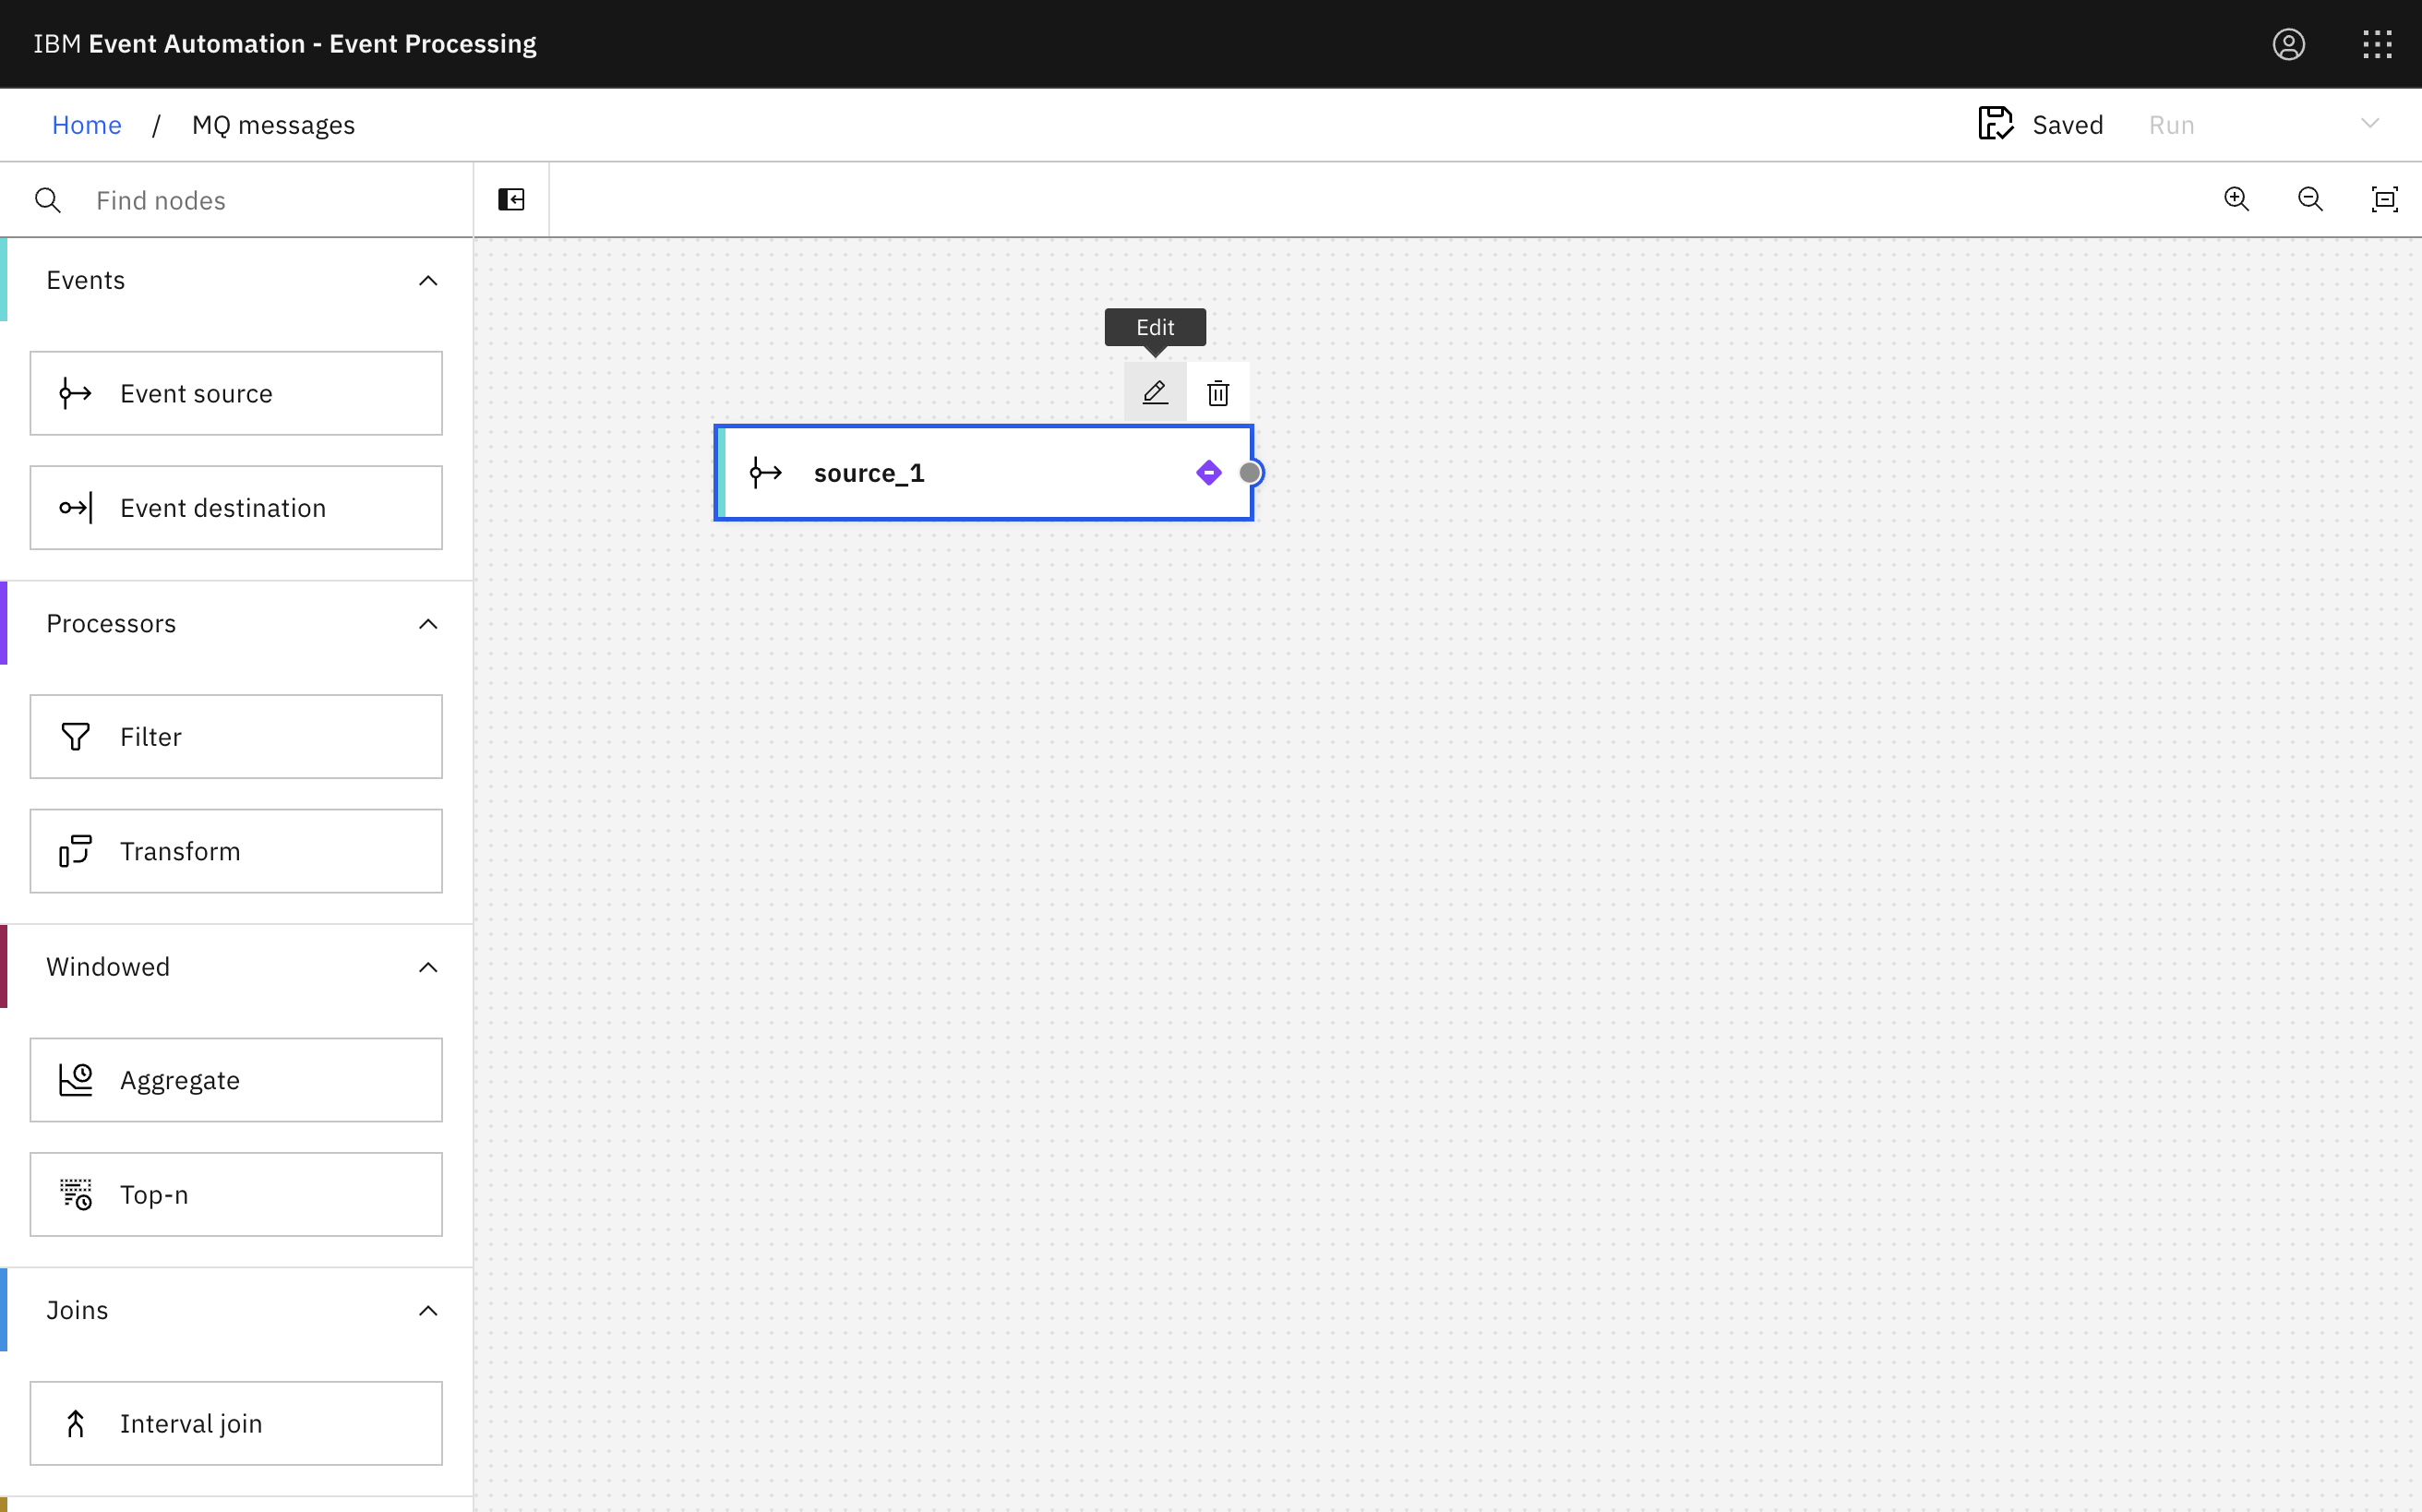 IBM Event Automation - Event Processing
Home / MQ messages
Saved
Run
Find nodes
Events
Event source
Event destination
Processors
Filter
Transform
Windowed
Aggregate
Top-n
Joins
Interval join
Edit
source_1